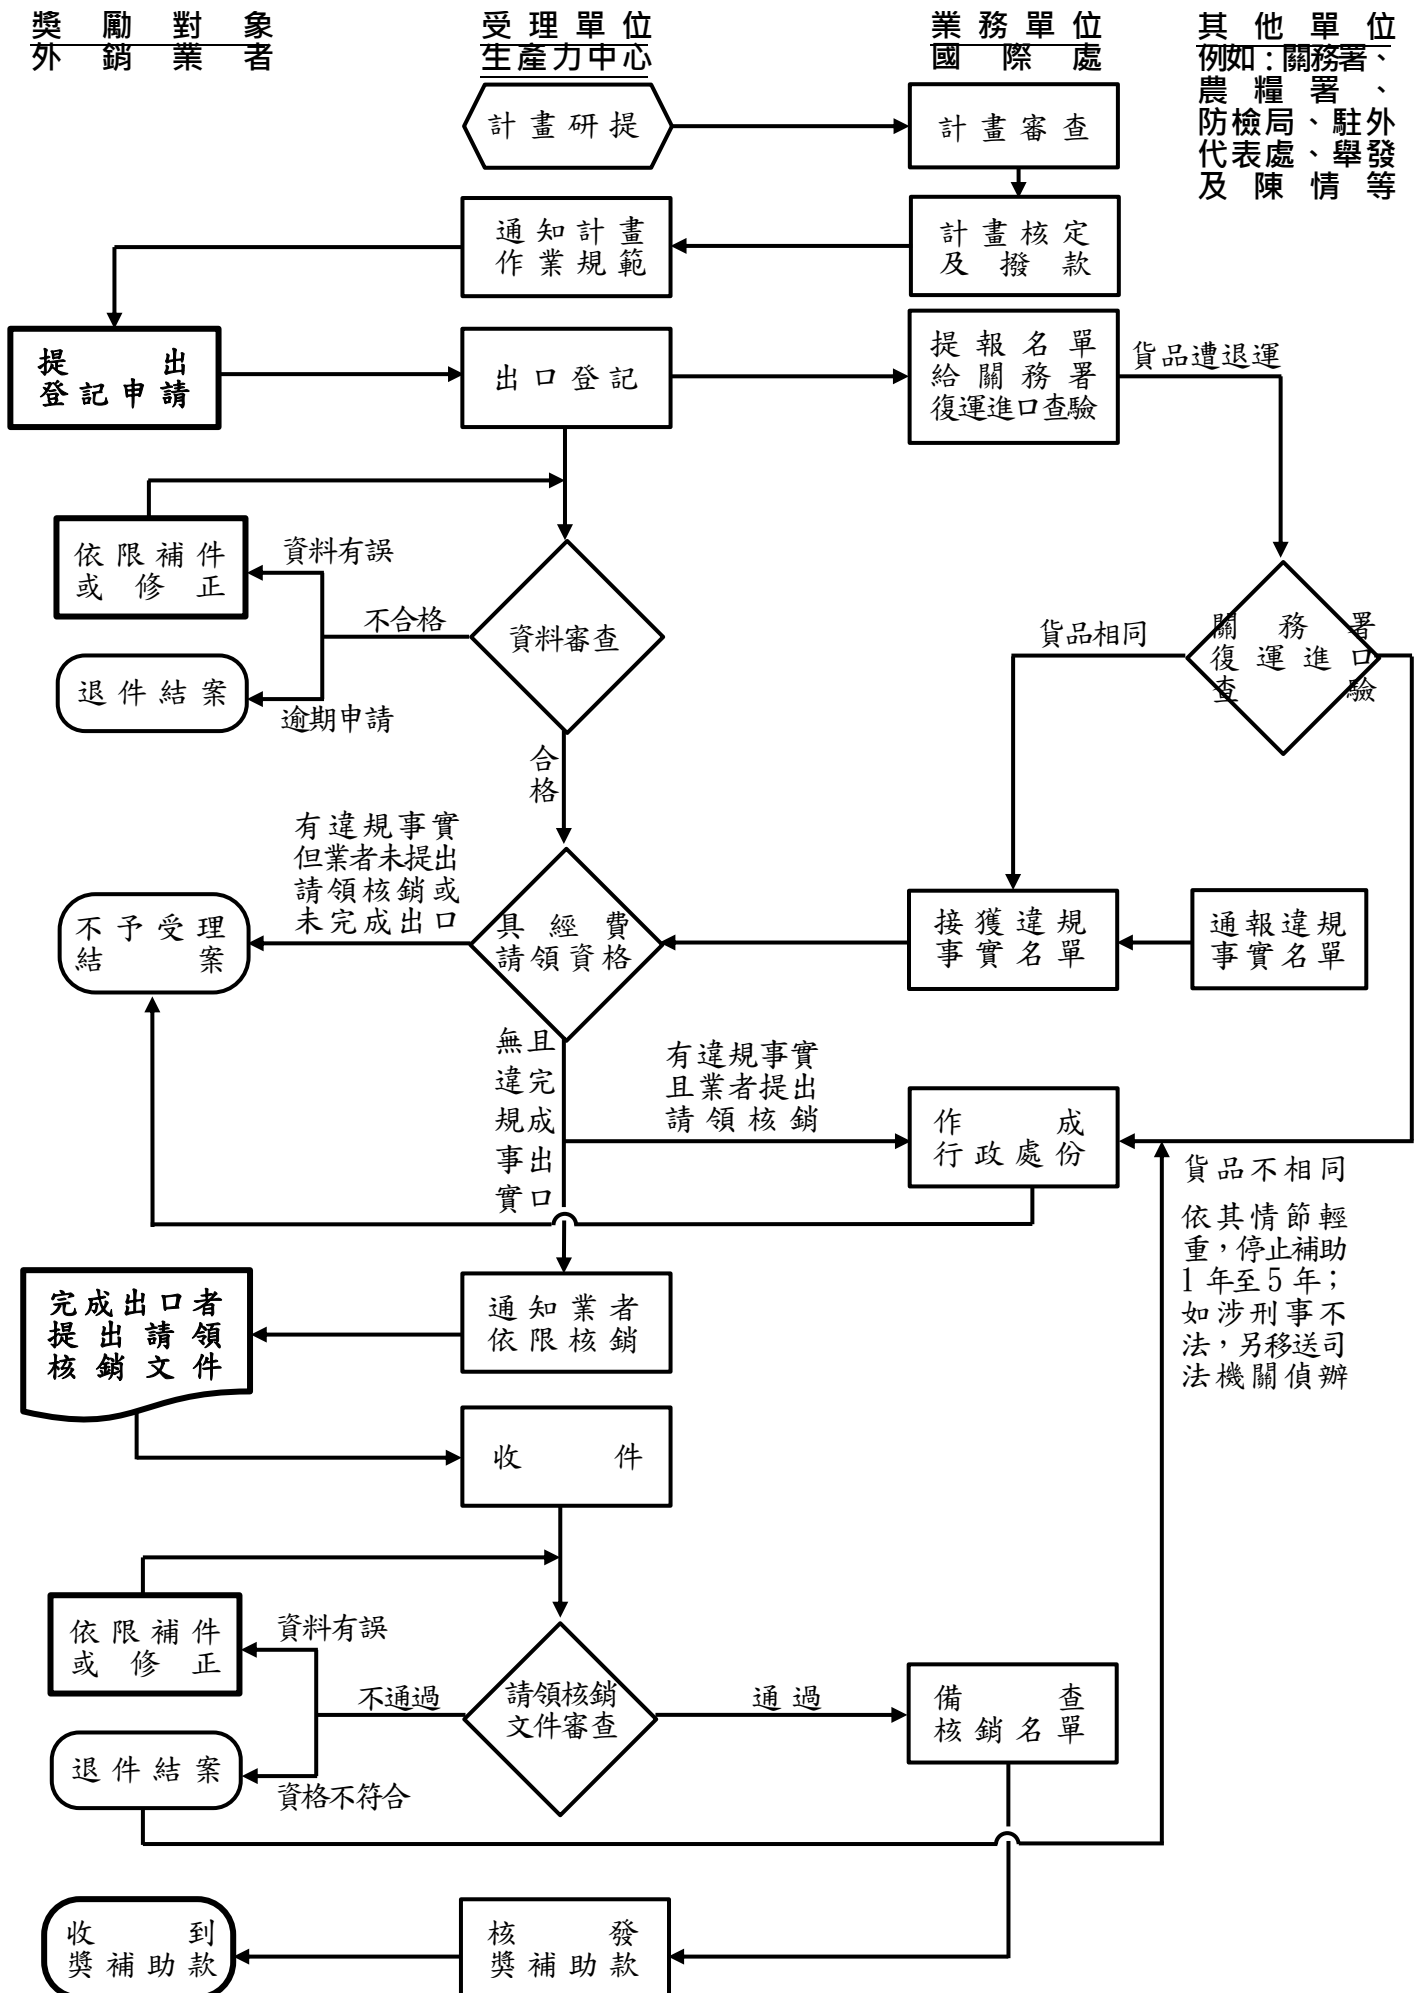 獎勵對象
外銷業者
受理單位
生產力中心
業務單位
國際處
其他單位
例如：關務署、
農糧署、
防檢局、駐外
代表處、舉發
及陳情等
計畫研提
計畫審查
通知計畫
作業規範
計畫核定
及撥款
提出
登記申請
出口登記
提報名單
給關務署
復運進口查驗
貨品遭退運
依限補件
或修正
資料有誤
不合格
資料審查
退件結案
逾期申請
貨品相同
關務署
復運進口
查驗
合格
有違規事實
但業者未提出
請領核銷或
未完成出口
不予受理
結案
具經費
請領資格
接獲違規
事實名單
通報違規
事實名單
無違規事實
且完成出口
有違規事實
且業者提出
請領核銷
作成
行政處份
貨品不相同
依其情節輕
重，停止補助
1年至5年；
如涉刑事不
法，另移送司
法機關偵辦
完成出口者
提出請領
核銷文件
通知業者
依限核銷
收件
依限補件
或修正
資料有誤
不通過
請領核銷
文件審查
通過
備查
核銷名單
退件結案
資格不符合
收到
獎補助款
核發
獎補助款